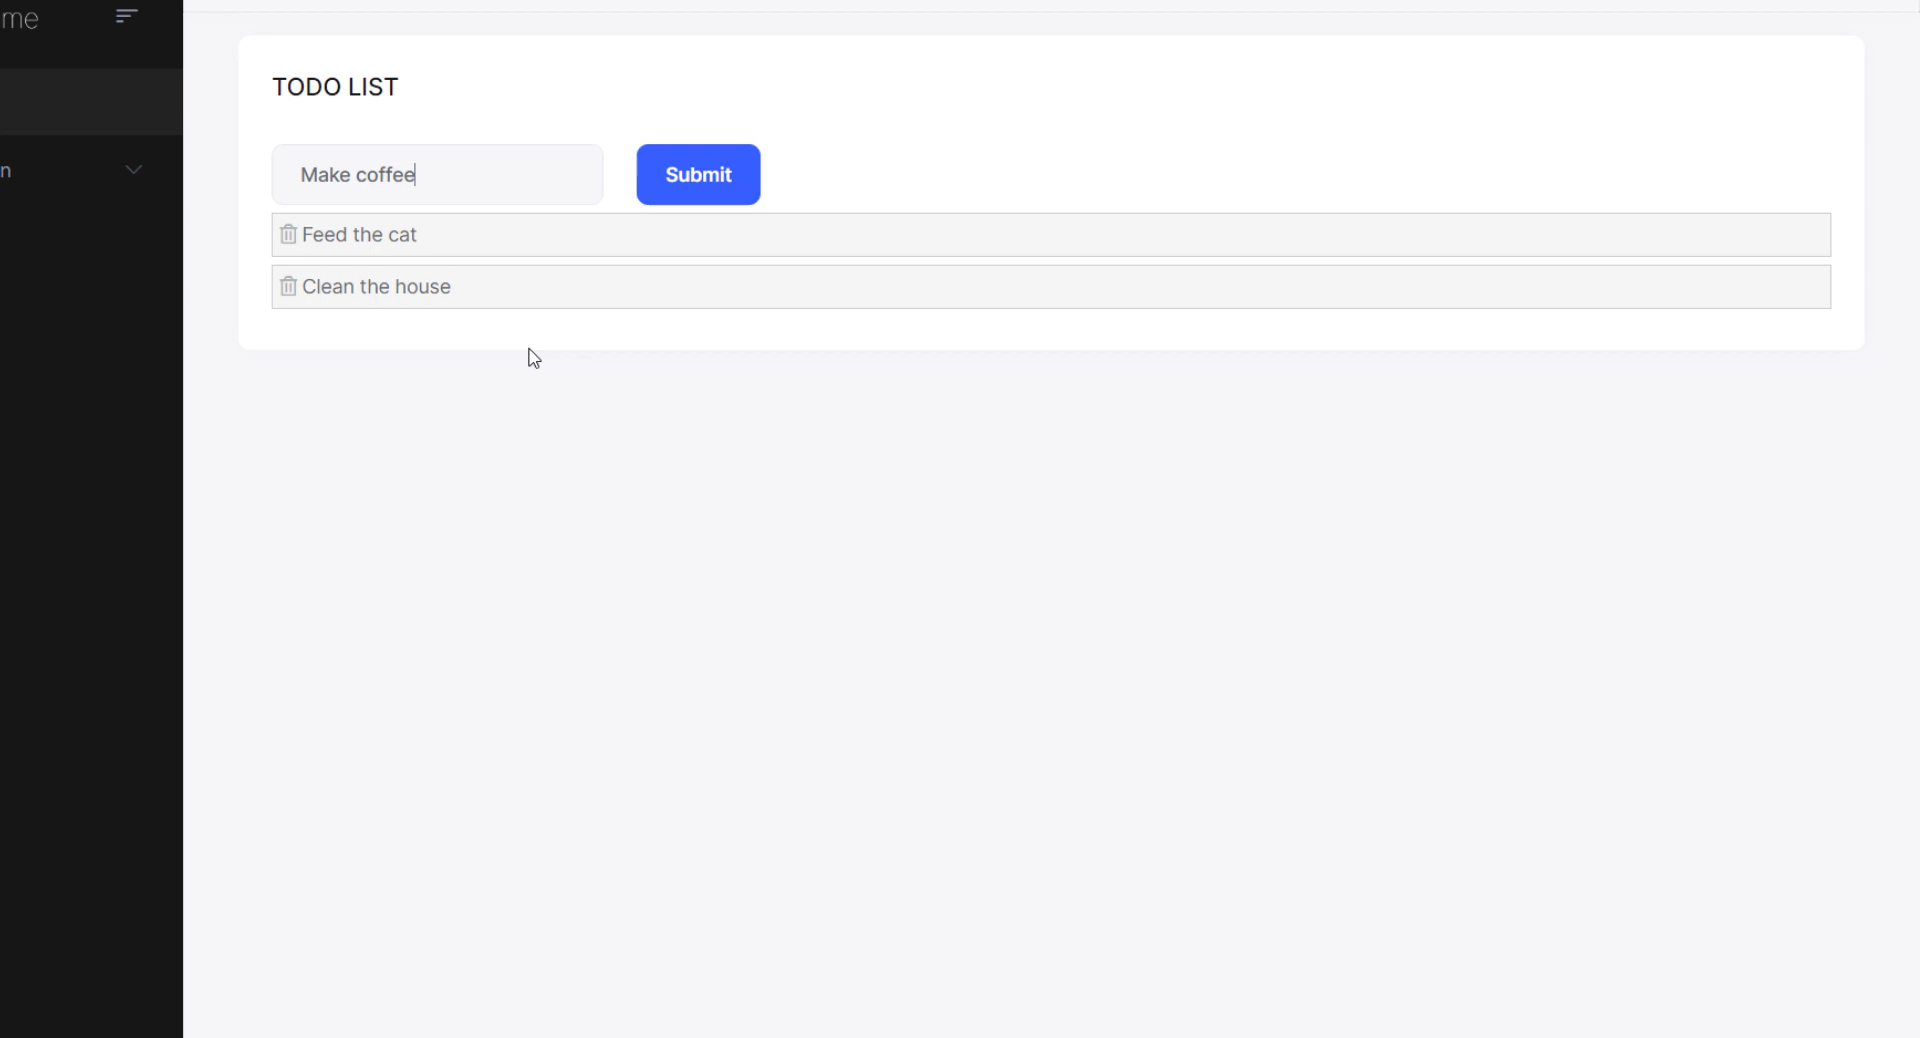 me
TODO LIST
Make coffee
Submit
n
Feed the cat
Clean the house